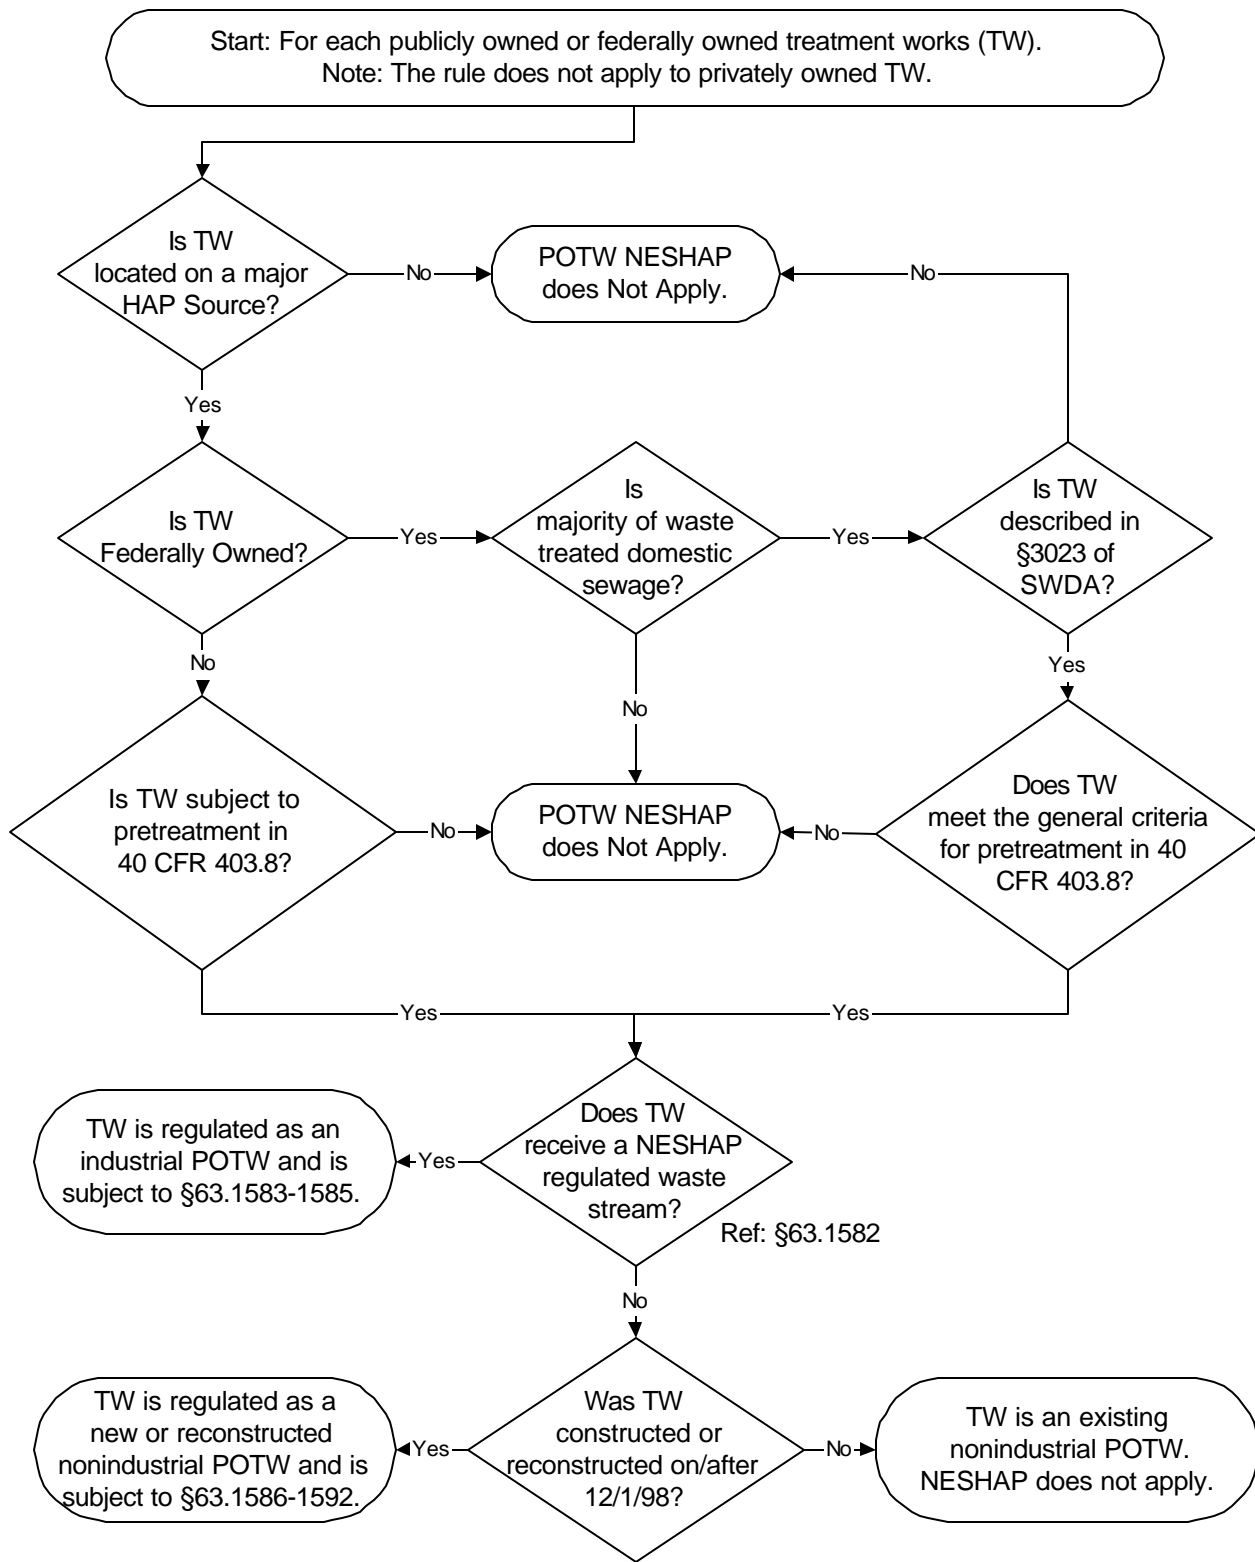 Start: For each publicly owned or federally owned treatment works (TW).
Note: The rule does not apply to privately owned TW.
Is TW
located on a major
HAP Source?
No
POTW NESHAP
does Not Apply.
No
Yes
Is TW
Federally Owned?
Yes
Is
majority of waste
treated domestic
sewage?
Yes
Is TW
described in
§3023 of
SWDA?
No
No
Yes
Is TW subject to
pretreatment in
40 CFR 403.8?
No
POTW NESHAP
does Not Apply.
No
Does TW
meet the general criteria
for pretreatment in 40
CFR 403.8?
Yes
Yes
TW is regulated as an
industrial POTW and is
subject to §63.1583-1585.
Yes
Does TW
receive a NESHAP
regulated waste
stream?
Ref: §63.1582
No
TW is regulated as a
new or reconstructed
nonindustrial POTW and is
subject to §63.1586-1592.
Yes
Was TW
constructed or
reconstructed on/after
12/1/98?
No
TW is an existing
nonindustrial POTW.
NESHAP does not apply.